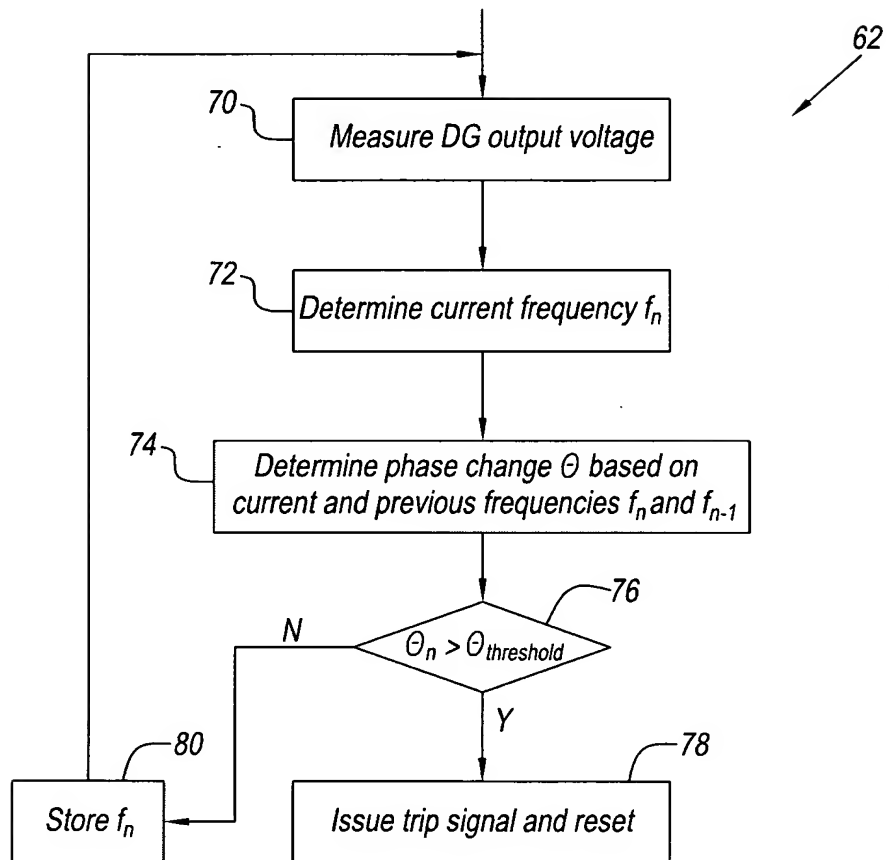 62
70
Measure DG output voltage
72
Determine current frequency fn
74
Determine phase change Θ based on
current and previous frequencies fn and fn-1
76
N
Θn > Θthreshold
Y
80
78
Store fn
Issue trip signal and reset